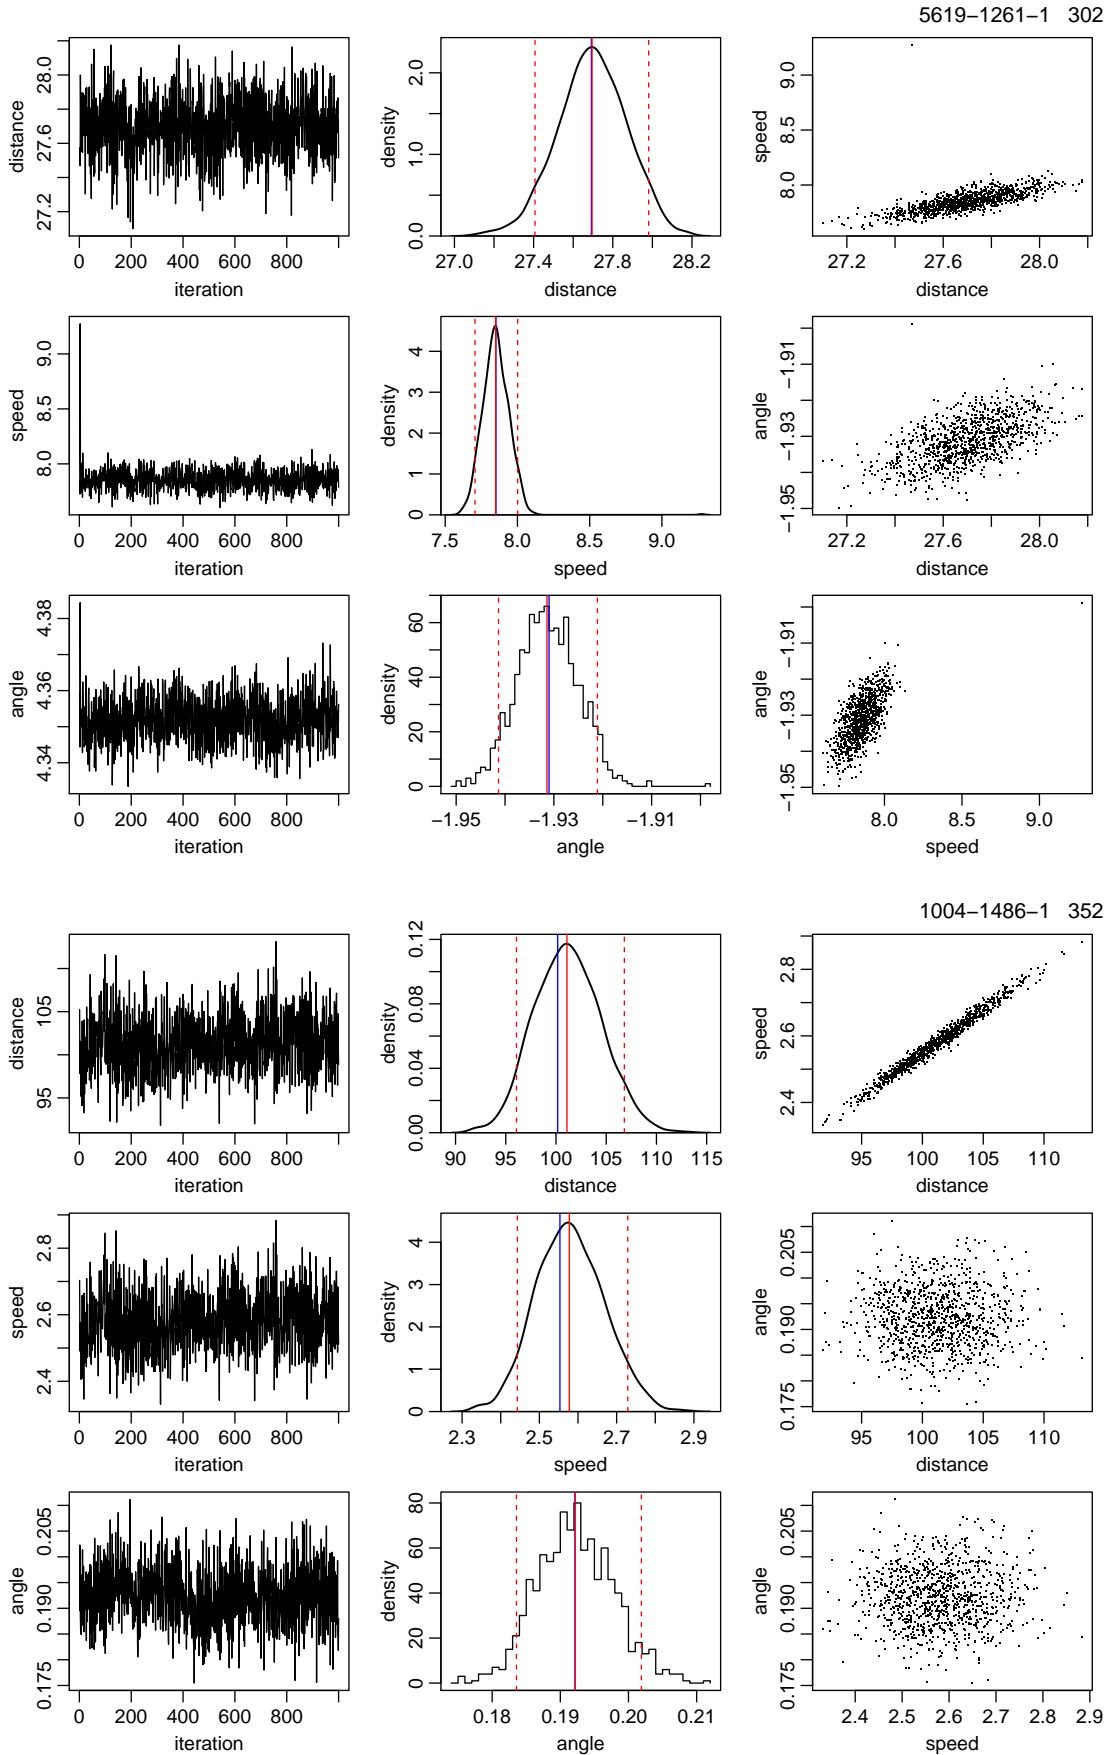 5619−1261−1 302
distance
27.2 27.6 28.0
0 200 400 600 800
iteration
density
0.0 1.0 2.0
27.0 27.4 27.8 28.2
distance
speed
8.0 8.5 9.0
27.2 27.6 28.0
distance
speed
8.0 8.5 9.0
0 200 400 600 800
iteration
density
0 1 2 3 4
7.5 8.0 8.5 9.0
speed
angle
−1.95 −1.93 −1.91
27.2 27.6 28.0
distance
angle
4.34 4.36 4.38
0 200 400 600 800
iteration
density
0 20 40 60
−1.95 −1.93 −1.91
angle
angle
−1.95 −1.93 −1.91
8.0 8.5 9.0
speed
1004−1486−1 352
distance
95 105
0 200 400 600 800
iteration
density
0.00 0.04 0.08 0.12
90 95 101 105 110 115
distance
speed
2.4 2.6 2.8
95 100 105 110
distance
speed
2.4 2.6 2.8
0 200 400 600 800
iteration
density
0 1 2 3 4
2.3 2.5 2.7 2.9
speed
angle
0.175 0.190 0.205
95 100 105 110
distance
angle
0.175 0.190 0.205
0 200 400 600 800
iteration
density
0 20 40 60 80
0.18 0.19 0.20 0.21
angle
angle
0.175 0.190 0.205
2.4 2.5 2.6 2.7 2.8 2.9
speed